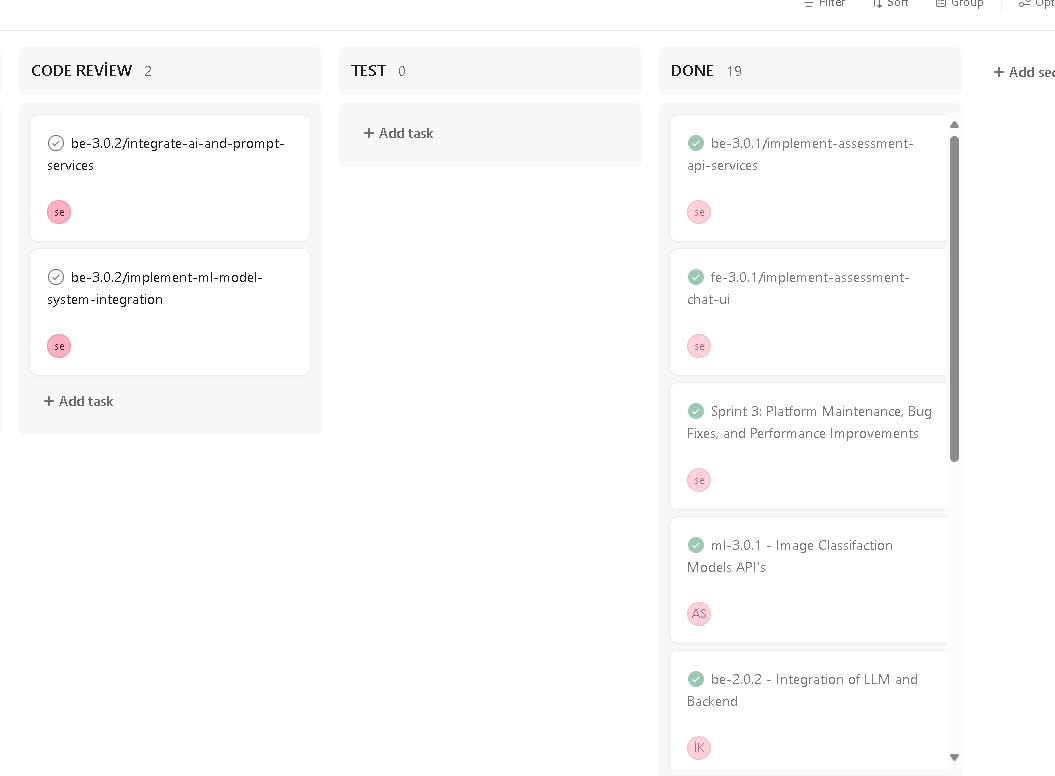 Filter Sort Group
CODE REVİEW 2
be-3.0.2/integrate-ai-and-prompt-
services
se
be-3.0.2/implement-ml-model-
system-integration
se
+ Add task
TEST 0
+ Add task
DONE 19
be-3.0.1/implement-assessment-
api-services
se
fe-3.0.1/implement-assessment-
chat-ui
se
Sprint 3: Platform Maintenance, Bug
Fixes, and Performance Improvements
se
ml-3.0.1 - Image Classifaction
Models API's
AS
be-2.0.2 - Integration of LLM and
Backend
İK
+ Add